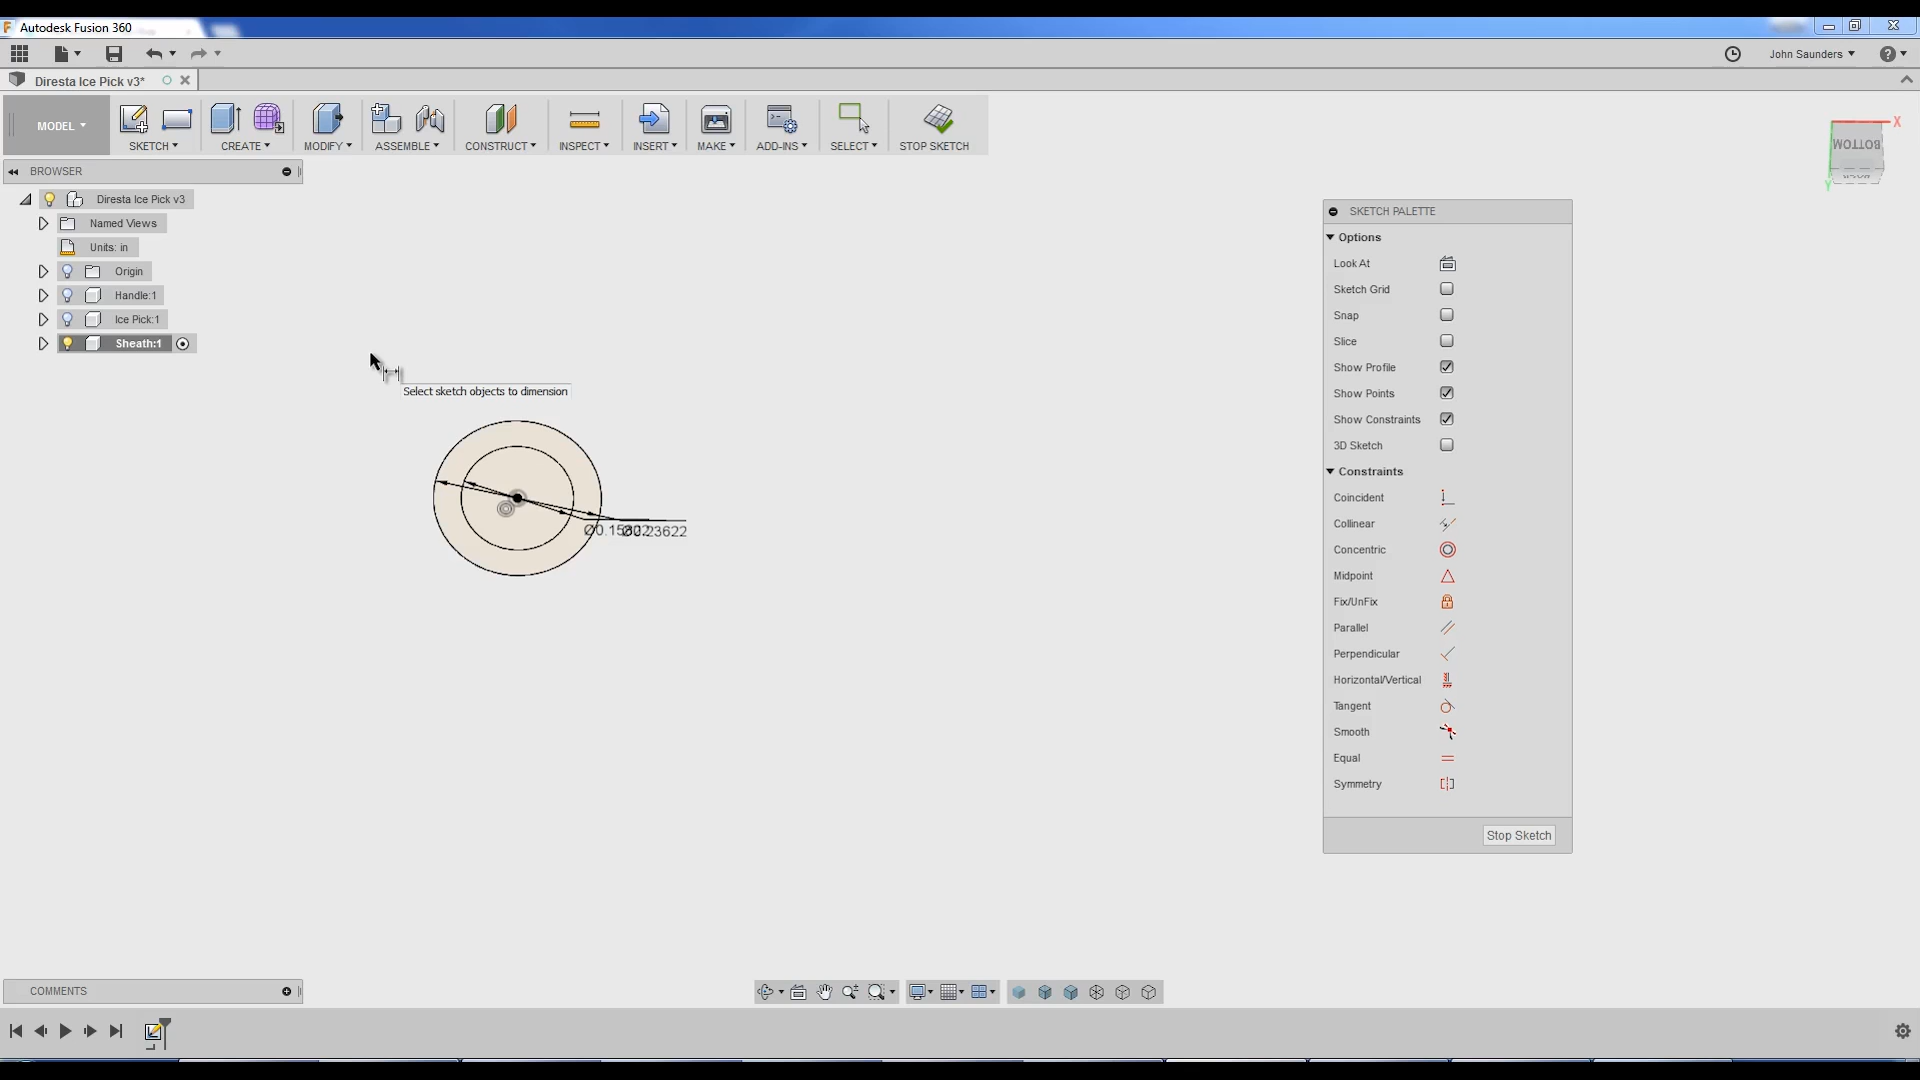 Autodesk Fusion 360
John Saunders
Diresta Ice Pick v3*
MODEL
SKETCH
CREATE
MODIFY
ASSEMBLE
CONSTRUCT
INSPECT
INSERT
MAKE
ADD-INS
SELECT
STOP SKETCH
X
BOTTOM
Y
BROWSER
Diresta Ice Pick v3
Named Views
Units: in
Origin
Handle:1
Ice Pick:1
Sheath:1
Select sketch objects to dimension
SKETCH PALETTE
Options
Look At
Sketch Grid
Snap
Slice
Show Profile
Show Points
Show Constraints
3D Sketch
Constraints
Coincident
Collinear
Concentric
Midpoint
Fix/UnFix
Parallel
Perpendicular
Horizontal/Vertical
Tangent
Smooth
Equal
Symmetry
Stop Sketch
COMMENTS